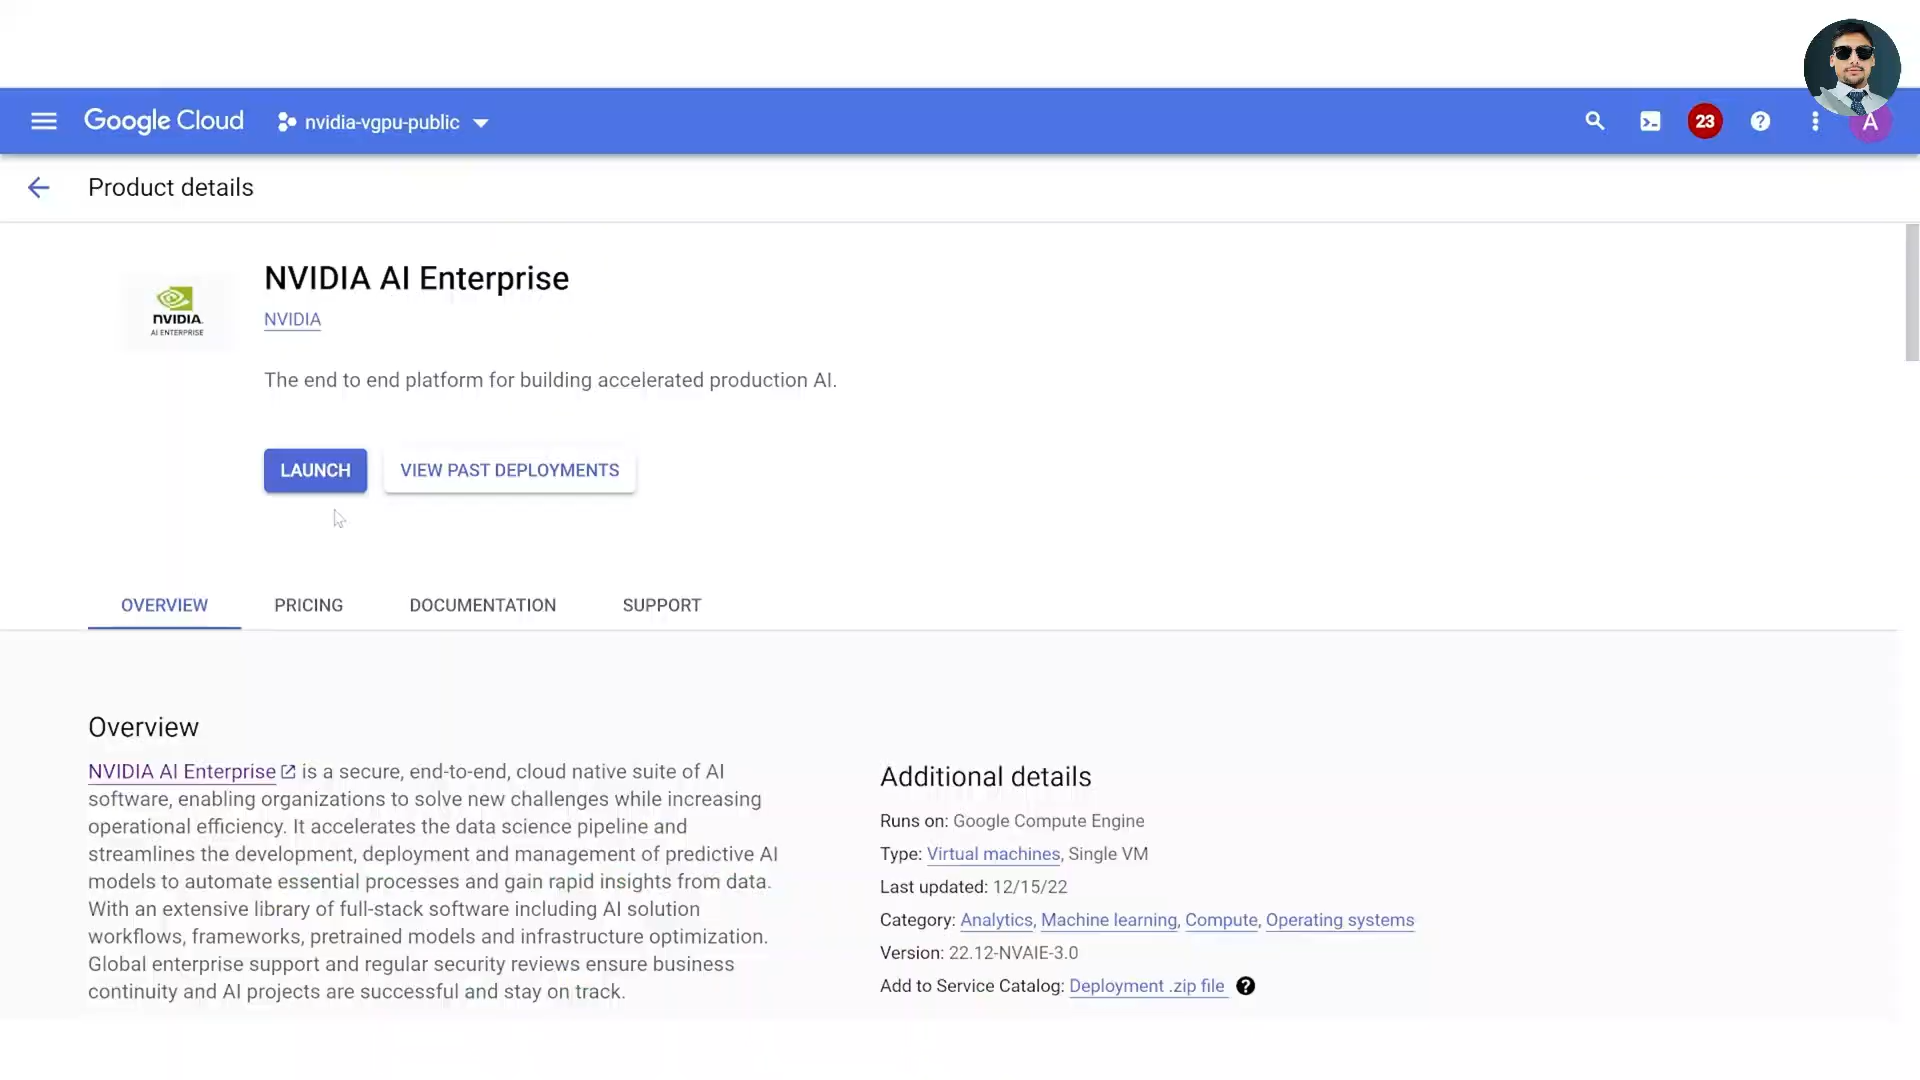 Google Cloud
nvidia-vgpu-public
23
A
Product details
NVIDIA AI Enterprise
NVIDIA
NVIDIA.
AI ENTERPRISE
The end to end platform for building accelerated production AI.
LAUNCH
VIEW PAST DEPLOYMENTS
OVERVIEW
PRICING
DOCUMENTATION
SUPPORT
Overview
NVIDIA AI Enterprise is a secure, end-to-end, cloud native suite of AI
software, enabling organizations to solve new challenges while increasing
operational efficiency. It accelerates the data science pipeline and
streamlines the development, deployment and management of predictive AI
models to automate essential processes and gain rapid insights from data.
With an extensive library of full-stack software including AI solution
workflows, frameworks, pretrained models and infrastructure optimization.
Global enterprise support and regular security reviews ensure business
continuity and AI projects are successful and stay on track.
Additional details
Runs on: Google Compute Engine
Type: Virtual machines, Single VM
Last updated: 12/15/22
Category: Analytics, Machine learning, Compute, Operating systems
Version: 22.12-NVAIE-3.0
Add to Service Catalog: Deployment .zip file